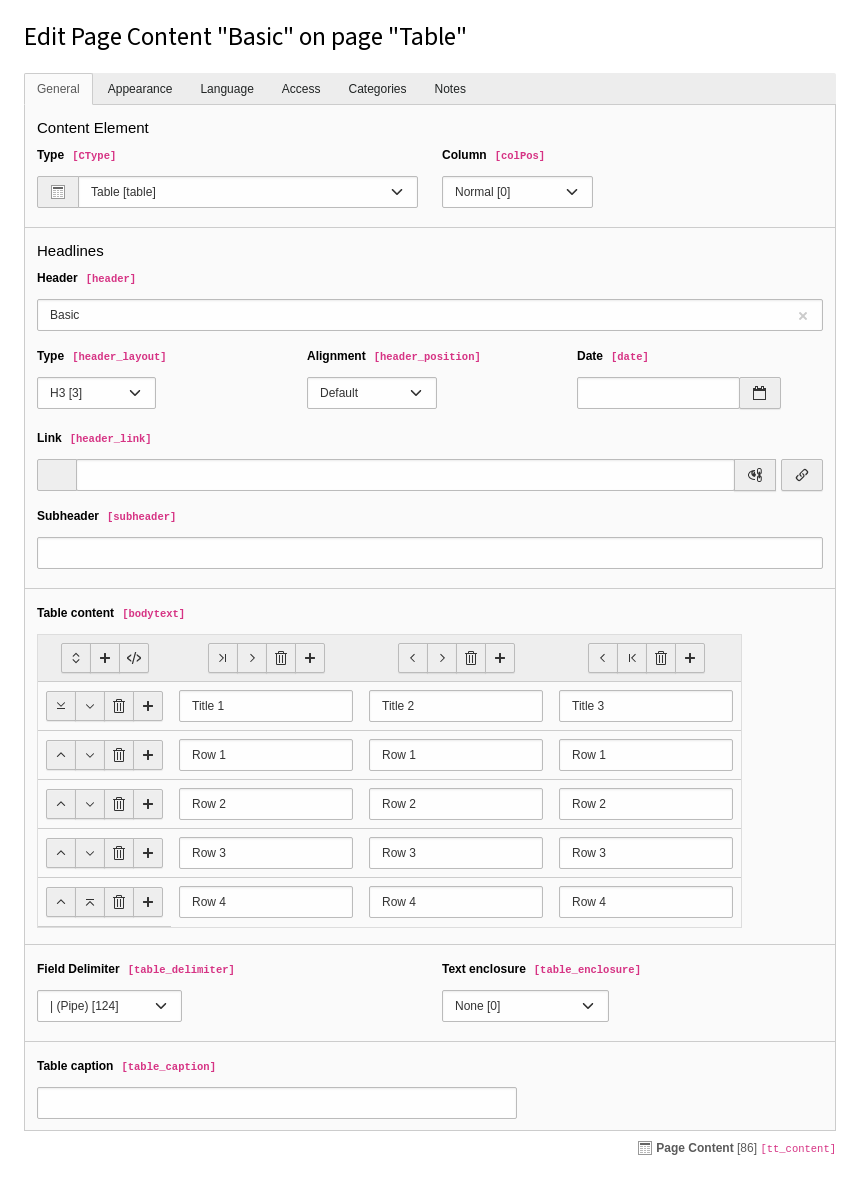 Edit Page Content "Basic" on page "Table"
General Appearance Language Access Categories Notes
Content Element
Type [CType] Column [colPos]
Table [table] Normal [0]
Headlines
Header [header]
Basic
Type [header_layout] Alignment [header_position] Date [date]
H3 [3] Default
Link [header_link]
Subheader [subheader]
Table content [bodytext]
Title 1 Title 2 Title 3
Row 1 Row 1 Row 1
Row 2 Row 2 Row 2
Row 3 Row 3 Row 3
Row 4 Row 4 Row 4
Field Delimiter [table_delimiter] Text enclosure [table_enclosure]
| (Pipe) [124] None [0]
Table caption [table_caption]
Page Content [86] [tt_content]